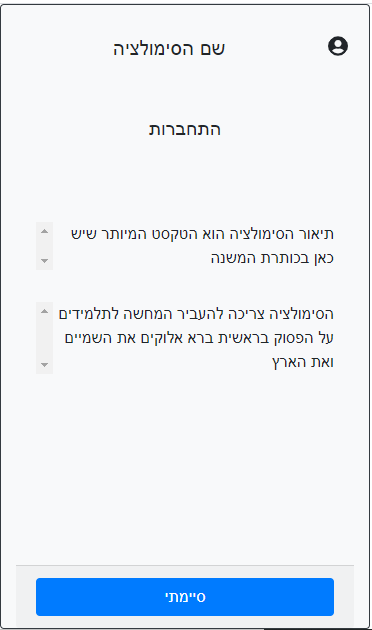 שם הסימולציה
התחברות
תיאור הסימולציה הוא הטקסט המיותר שיש
כאן בכותרת המשנה
הסימולציה צריכה להעביר המחשה לתלמידים
על הפסוק בראשית ברא אלוקים את השמיים
ואת הארץ
סיימתי